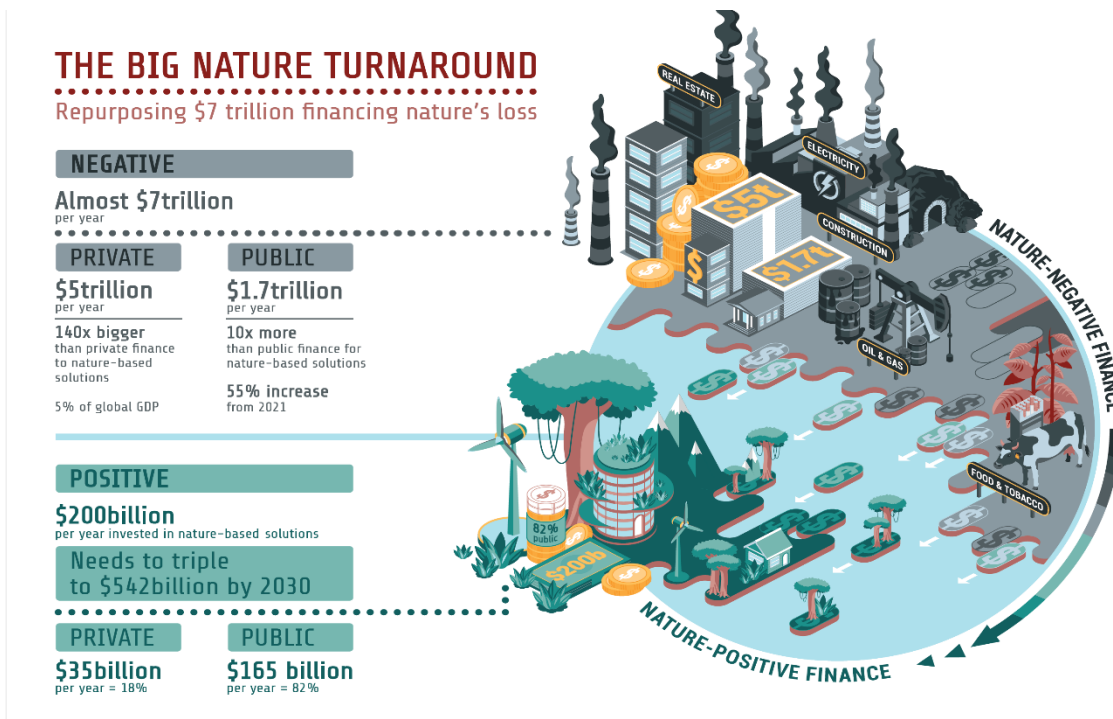 THE BIG NATURE TURNAROUND
Repurposing $7 trillion financing nature's loss
NEGATIVE
Almost $7trillion
per year
PRIVATE
$5trillion
per year
140x bigger
than private finance
to nature-based
solutions
5% of global GDP
PUBLIC
$1.7trillion
per year
10x more
than public finance for
nature-based solutions
55% increase
from 2021
POSITIVE
$200billion
per year invested in nature-based solutions
Needs to triple
to $542billion by 2030
PRIVATE
$35billion
per year = 18%
PUBLIC
$165 billion
per year = 82%
REAL ESTATE
ELECTRICITY
$5t
CONSTRUCTION
$
$1.7t
OIL & GAS
NATURE-NEGATIVE FINANCE
FOOD & TOBACCO
82%
public
$200b
NATURE-POSITIVE FINANCE